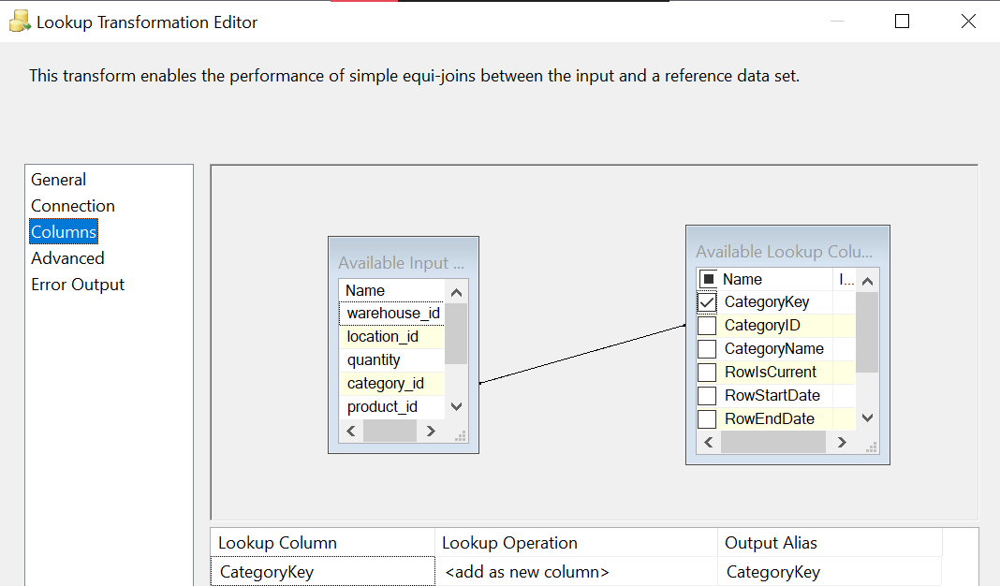 Lookup Transformation Editor
This transform enables the performance of simple equi-joins between the input and a reference data set.
General
Connection
Columns
Advanced
Error Output
Available Input ...
Name
warehouse_id
location_id
quantity
category_id
product_id
Available Lookup Colu...
Name I...
CategoryKey
CategoryID
CategoryName
RowIsCurrent
RowStartDate
RowEndDate
Lookup Column Lookup Operation Output Alias
CategoryKey <add as new column> CategoryKey